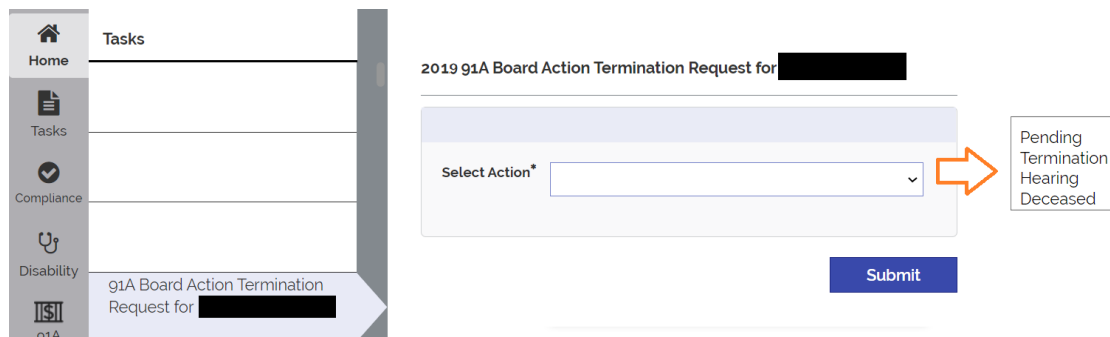 Home
Tasks
Compliance
Disability
91A
Tasks
91A Board Action Termination
Request for
2019 91A Board Action Termination Request for
Select Action*
Submit
Pending
Termination
Hearing
Deceased